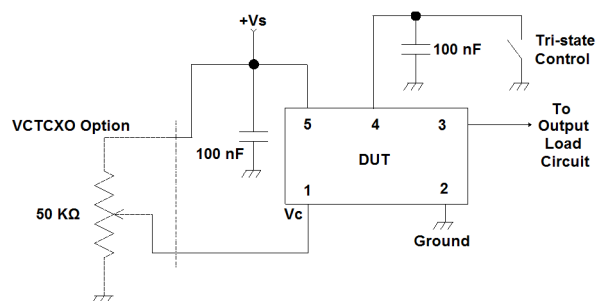 +Vs
100 nF
Tri-state
Control
VCTCXO Option
5
4
3
To
Output
Load
Circuit
100 nF
DUT
50 KΩ
1
2
Vc
Ground